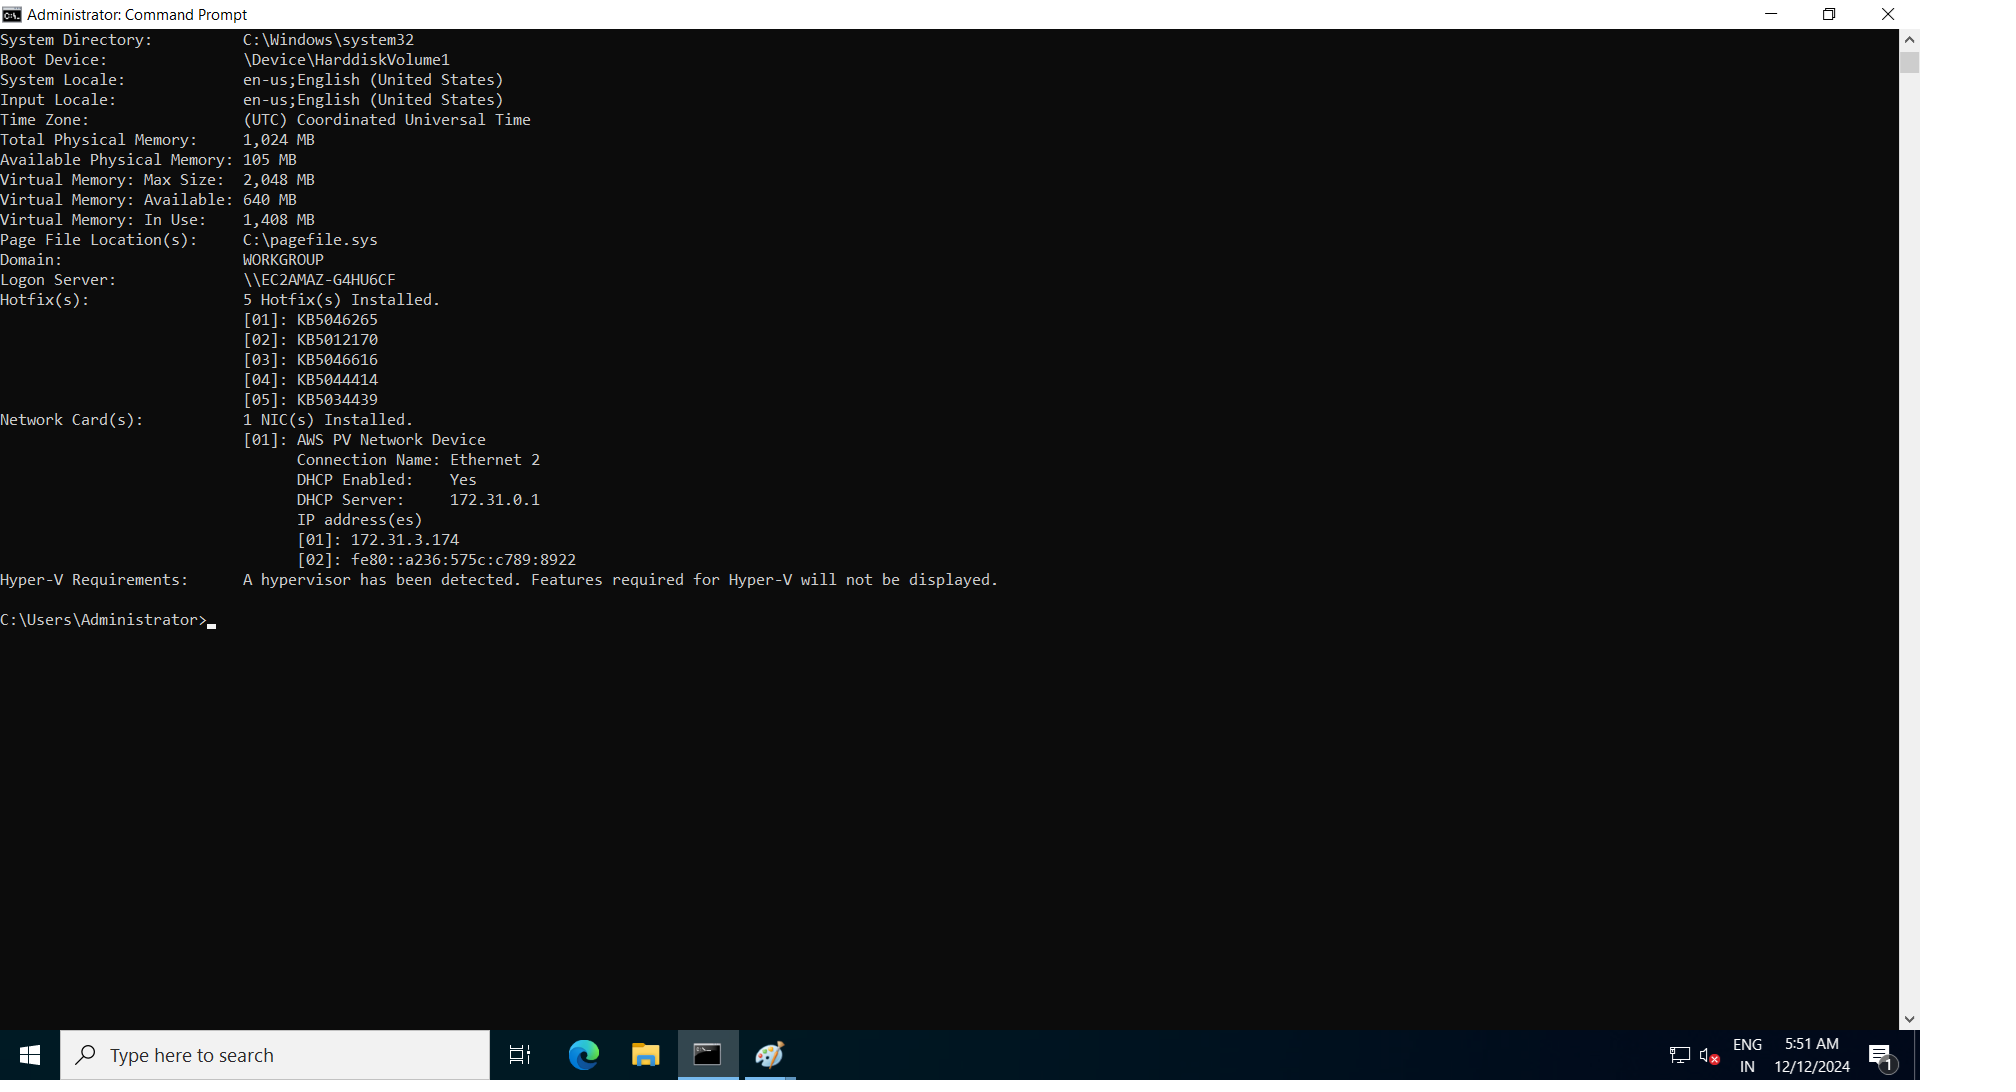 Administrator: Command Prompt
System Directory: C:\Windows\system32
Boot Device: \Device\HarddiskVolume1
System Locale: en-us;English (United States)
Input Locale: en-us;English (United States)
Time Zone: (UTC) Coordinated Universal Time
Total Physical Memory: 1,024 MB
Available Physical Memory: 105 MB
Virtual Memory: Max Size: 2,048 MB
Virtual Memory: Available: 640 MB
Virtual Memory: In Use: 1,408 MB
Page File Location(s): C:\pagefile.sys
Domain: WORKGROUP
Logon Server: \\EC2AMAZ-G4HU6CF
Hotfix(s): 5 Hotfix(s) Installed.
[01]: KB5046265
[02]: KB5012170
[03]: KB5046616
[04]: KB5044414
[05]: KB5034439
Network Card(s): 1 NIC(s) Installed.
[01]: AWS PV Network Device
Connection Name: Ethernet 2
DHCP Enabled: Yes
DHCP Server: 172.31.0.1
IP address(es)
[01]: 172.31.3.174
[02]: fe80::a236:575c:c789:8922
Hyper-V Requirements: A hypervisor has been detected. Features required for Hyper-V will not be displayed.
C:\Users\Administrator>
Type here to search
ENG 5:51 AM
IN 12/12/2024 1